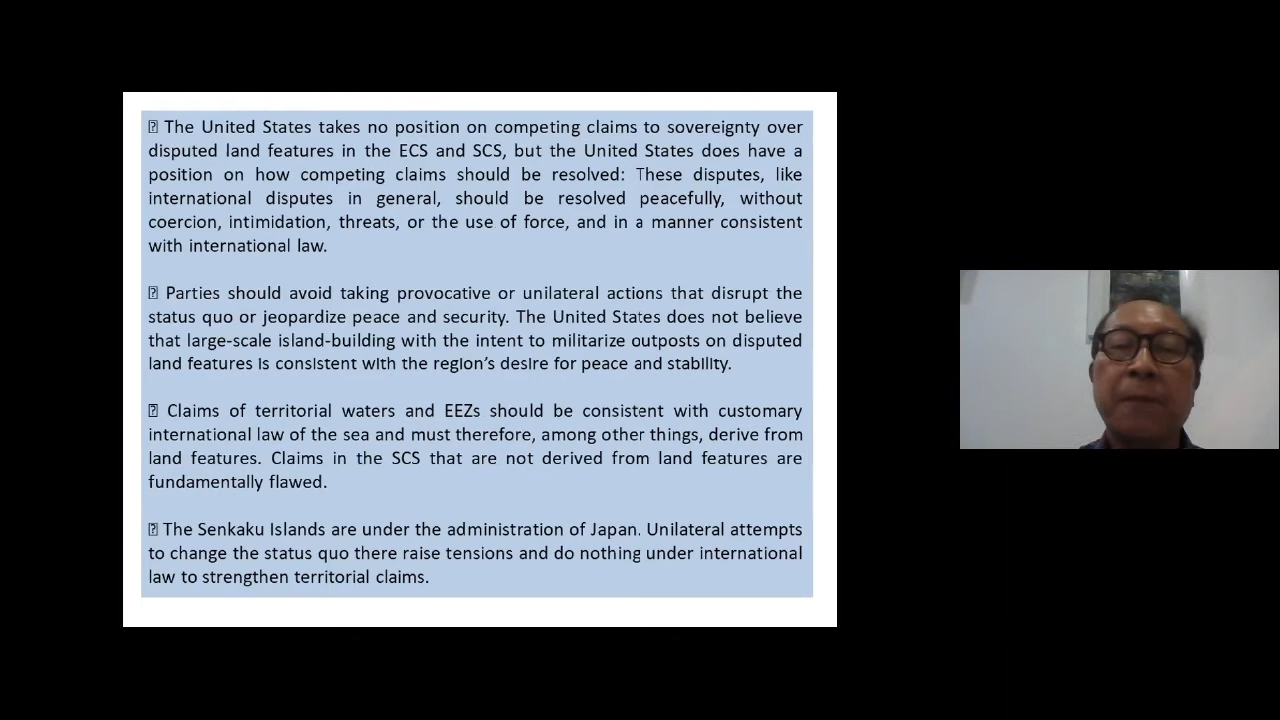 The United States takes no position on competing claims to sovereignty over
disputed land features in the ECS and SCS, but the United States does have a
position on how competing claims should be resolved: These disputes, like
international disputes in general, should be resolved peacefully, without
coercion, intimidation, threats, or the use of force, and in a manner consistent
with international law.
Parties should avoid taking provocative or unilateral actions that disrupt the
status quo or jeopardize peace and security. The United States does not believe
that large-scale island-building with the intent to militarize outposts on disputed
land features is consistent with the region’s desire for peace and stability.
Claims of territorial waters and EEZs should be consistent with customary
international law of the sea and must therefore, among other things, derive from
land features. Claims in the SCS that are not derived from land features are
fundamentally flawed.
The Senkaku Islands are under the administration of Japan. Unilateral attempts
to change the status quo there raise tensions and do nothing under international
law to strengthen territorial claims.